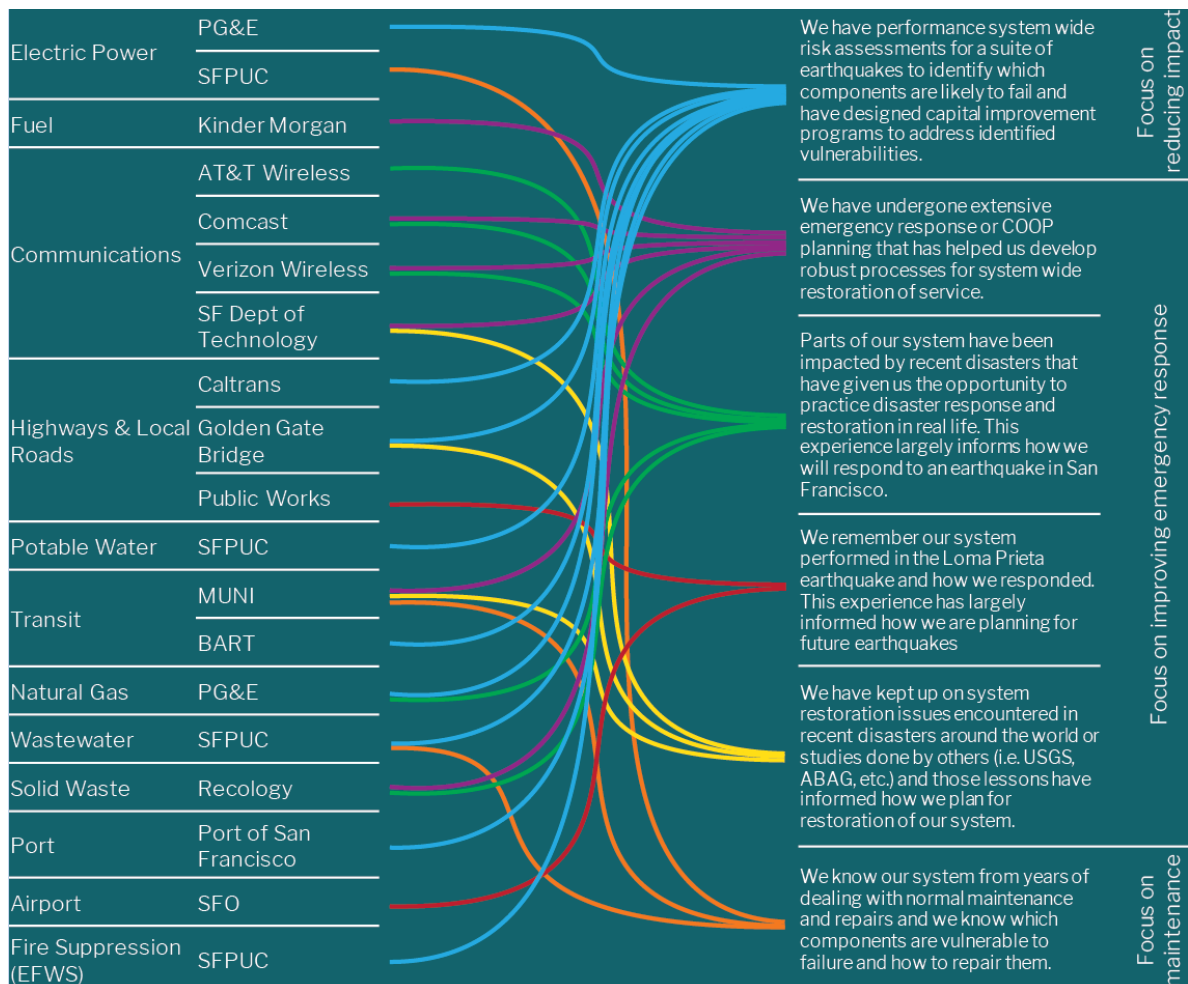 Electric Power
PG&E
SFPUC
Fuel
Kinder Morgan
Communications
AT&T Wireless
Comcast
Verizon Wireless
SF Dept of
Technology
Highways & Local
Roads
Caltrans
Golden Gate
Bridge
Public Works
Potable Water
SFPUC
Transit
MUNI
BART
Natural Gas
PG&E
Wastewater
SFPUC
Solid Waste
Recology
Port
Port of San
Francisco
Airport
SFO
Fire Suppression
(EFWS)
SFPUC
We have performance system wide
risk assessments for a suite of
earthquakes to identify which
components are likely to fail and
have designed capital improvement
programs to address identified
vulnerabilities.
Focus on
reducing impact
We have undergone extensive
emergency response or COOP
planning that has helped us develop
robust processes for system wide
restoration of service.
Parts of our system have been
impacted by recent disasters that
have given us the opportunity to
practice disaster response and
restoration in real life. This
experience largely informs how we
will respond to an earthquake in San
Francisco.
We remember our system
performed in the Loma Prieta
earthquake and how we responded.
This experience has largely
informed how we are planning for
future earthquakes
We have kept up on system
restoration issues encountered in
recent disasters around the world or
studies done by others (i.e. USGS,
ABAG, etc.) and those lessons have
informed how we plan for
restoration of our system.
Focus on improving emergency response
We know our system from years of
dealing with normal maintenance
and repairs and we know which
components are vulnerable to
failure and how to repair them.
Focus on
maintenance